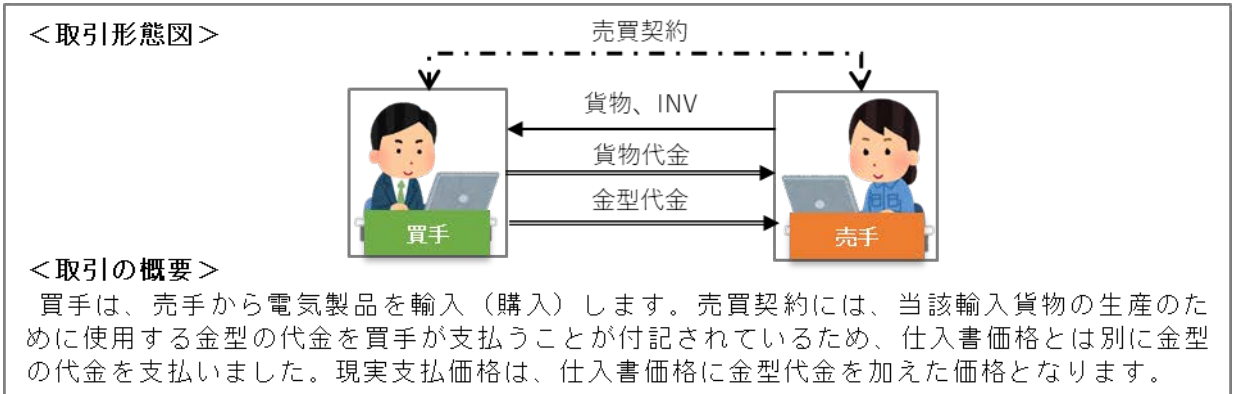 ＜取引形態図＞
売買契約
貨物、INV
貨物代金
金型代金
買手
売手
＜取引の概要＞
買手は、売手から電気製品を輸入（購入）します。売買契約には、当該輸入貨物の生産のた
めに使用する金型の代金を買手が支払うことが付記されているため、仕入書価格とは別に金型
の代金を支払いました。現実支払価格は、仕入書価格に金型代金を加えた価格となります。